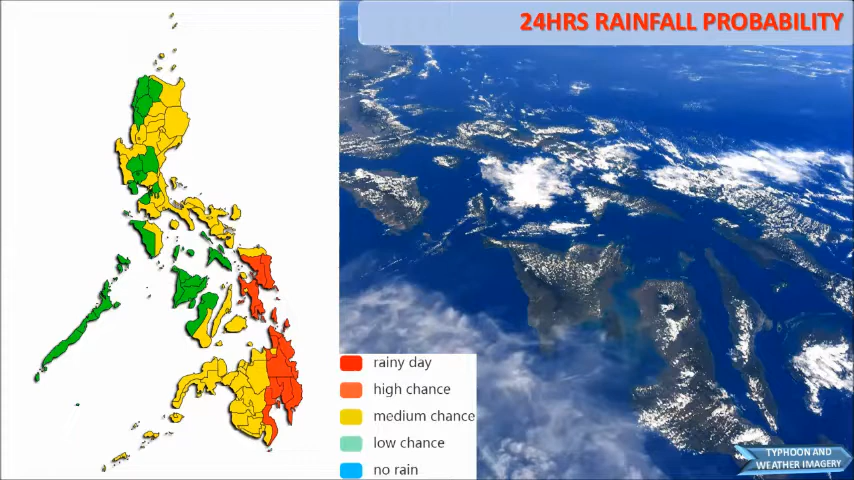 24HRS RAINFALL PROBABILITY
rainy day
high chance
medium chance
low chance
no rain
TYPHOON AND
WEATHER IMAGERY